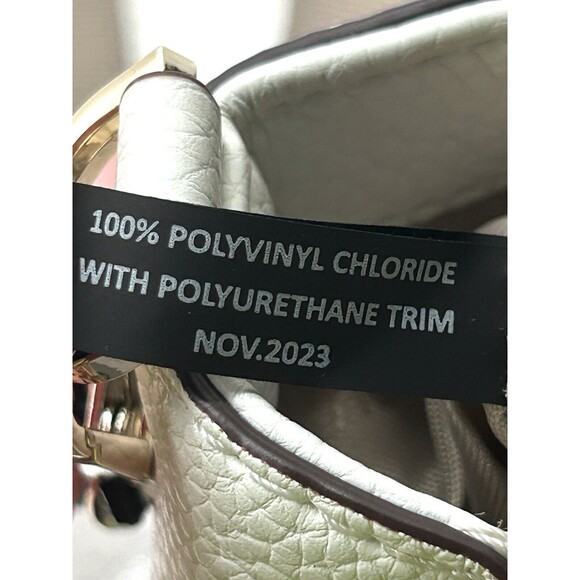 100% POLYVINYL CHLORIDE
WITH POLYURETHANE TRIM
NOV.2023